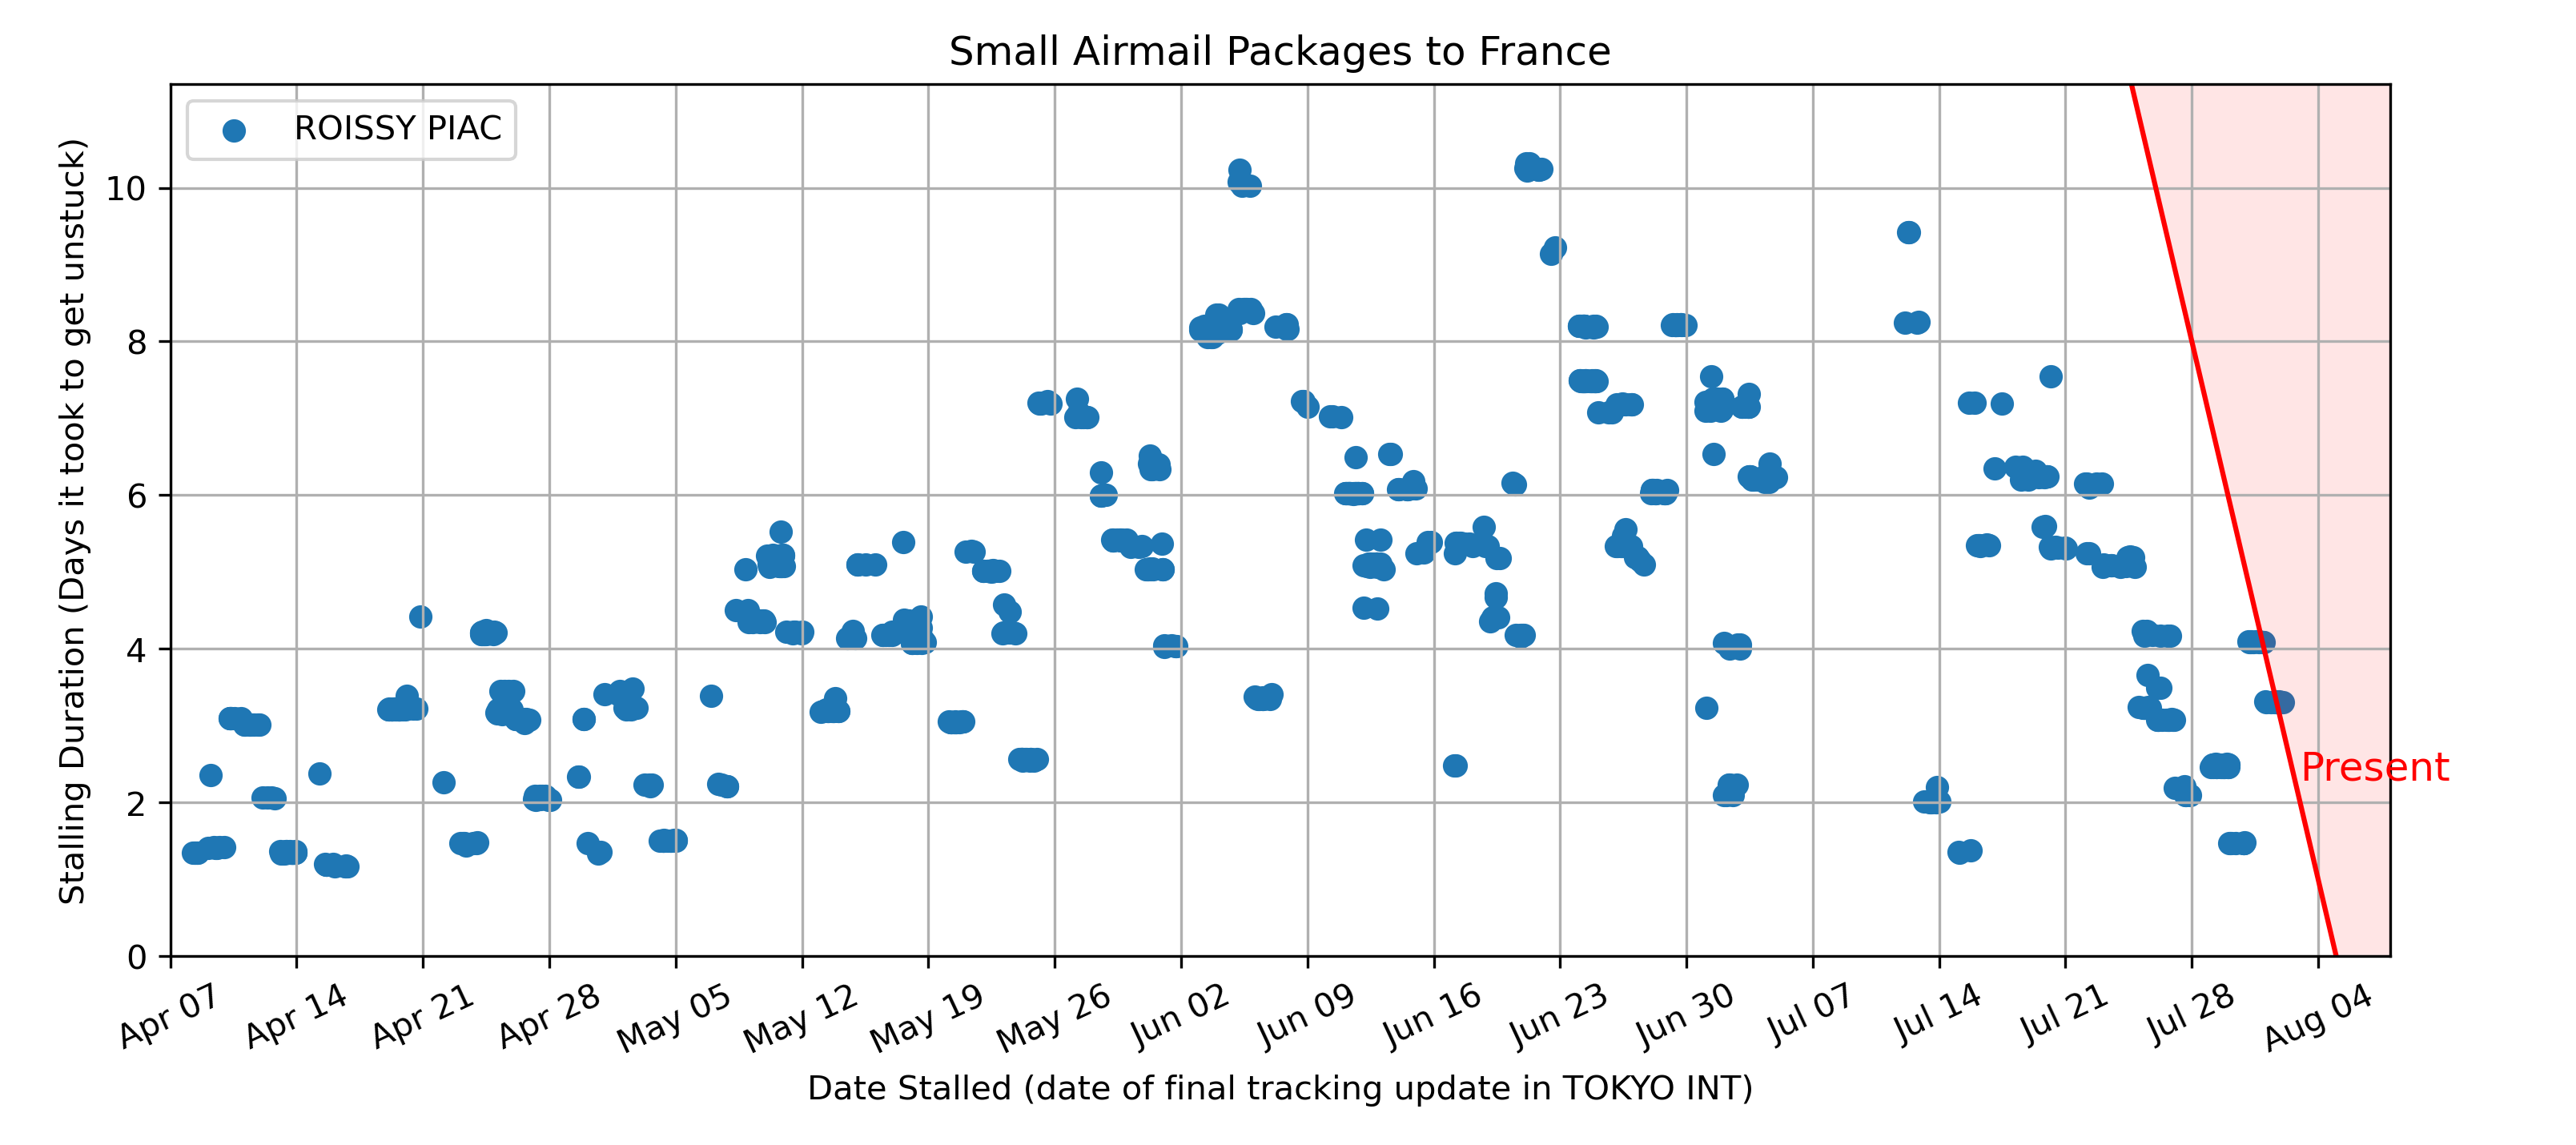 Small Airmail Packages to France
ROISSY PIAC
Stalling Duration (Days it took to get unstuck)
10
8
6
4
2
0
Present
Apr 07
Apr 14
Apr 21
Apr 28
May 05
May 12
May 19
May 26
Jun 02
Jun 09
Jun 16
Jun 23
Jun 30
Jul 07
Jul 14
Jul 21
Jul 28
Aug 04
Date Stalled (date of final tracking update in TOKYO INT)